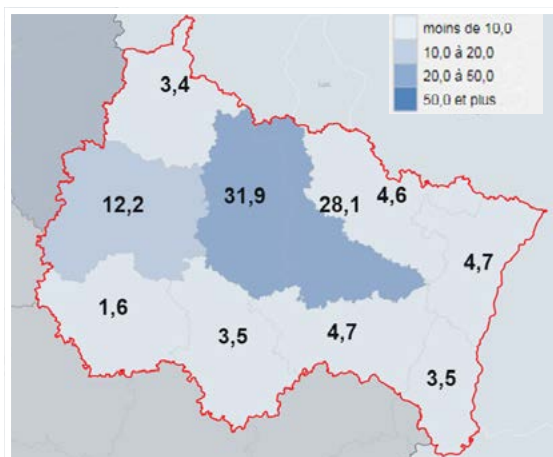 moins de 10,0
10,0 à 20,0
20,0 à 50,0
50,0 et plus
3,4
12,2
31,9
28,1
4,6
4,7
1,6
3,5
4,7
3,5